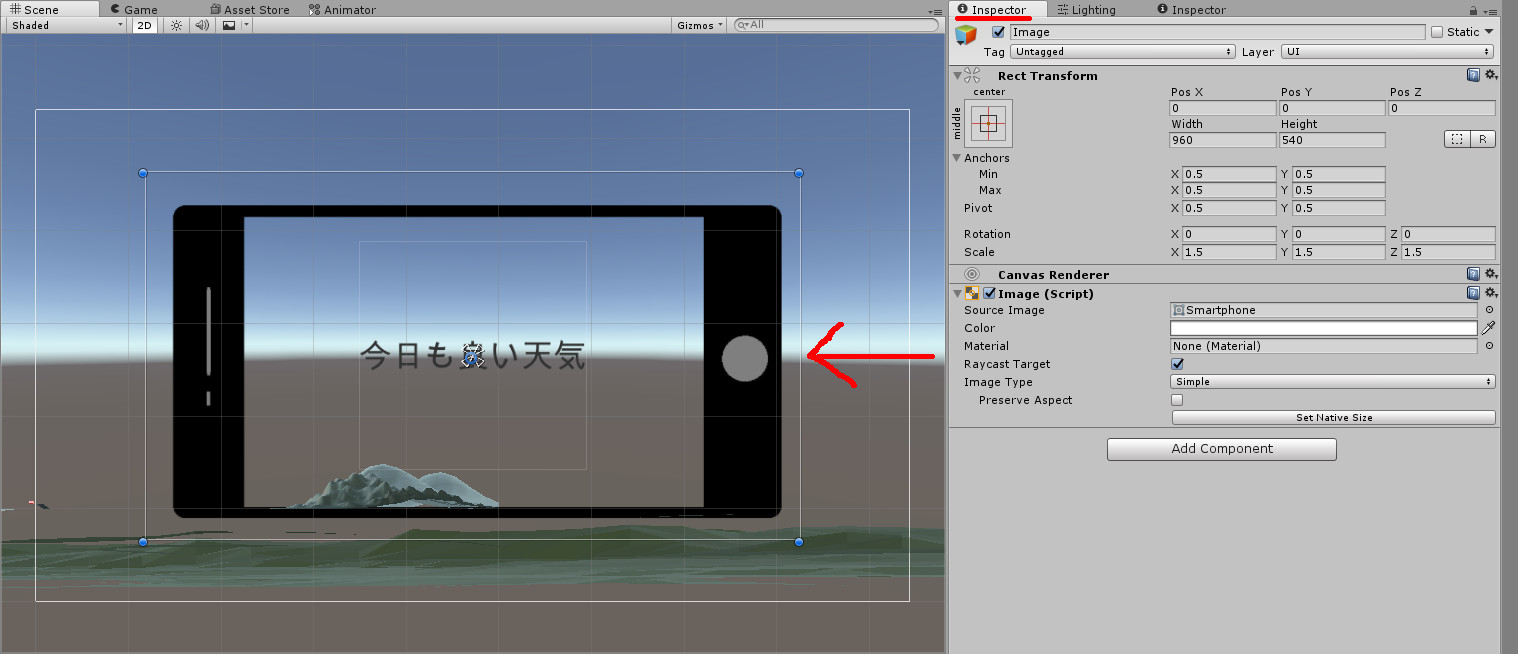 Scene Game Asset Store Animator
Shaded 2D Gizmos All
今日も良い天気
Inspector Lighting Inspector
Image Static
Tag Untagged Layer UI
Rect Transform
center
middle
Pos X Pos Y Pos Z
0 0 0
Width Height
960 540 R
Anchors
Min X 0.5 Y 0.5
Max X 0.5 Y 0.5
Pivot X 0.5 Y 0.5
Rotation X 0 Y 0 Z 0
Scale X 1.5 Y 1.5 Z 1.5
Canvas Renderer
Image (Script)
Source Image Smartphone
Color
Material None (Material)
Raycast Target
Image Type Simple
Preserve Aspect
Set Native Size
Add Component